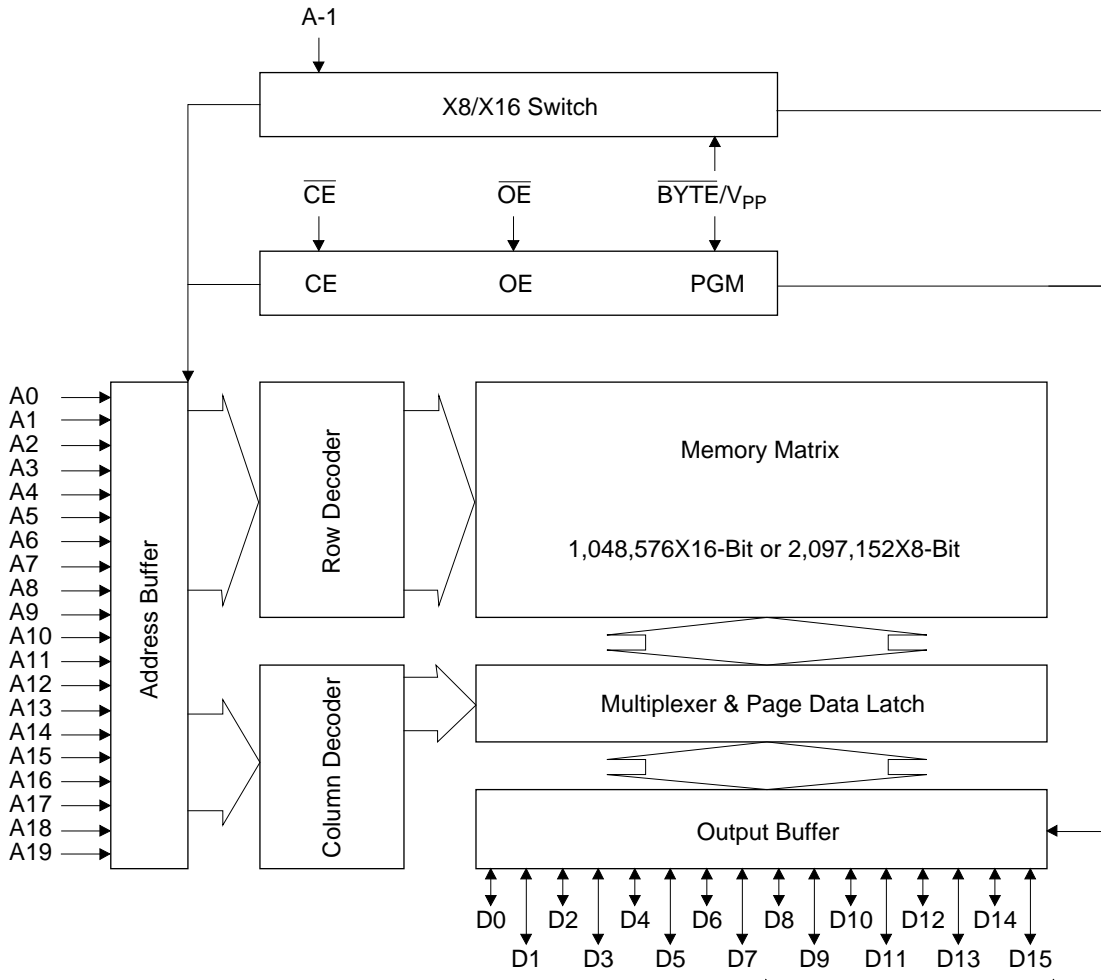 A-1
X8/X16 Switch
CE
OE
BYTE/VPP
CE
OE
PGM
A0
A1
A2
A3
A4
A5
A6
A7
A8
A9
A10
A11
A12
A13
A14
A15
A16
A17
A18
A19
Address Buffer
Row Decoder
Memory Matrix
1,048,576X16-Bit or 2,097,152X8-Bit
Column Decoder
Multiplexer & Page Data Latch
Output Buffer
D0
D2
D4
D6
D8
D10
D12
D14
D1
D3
D5
D7
D9
D11
D13
D15